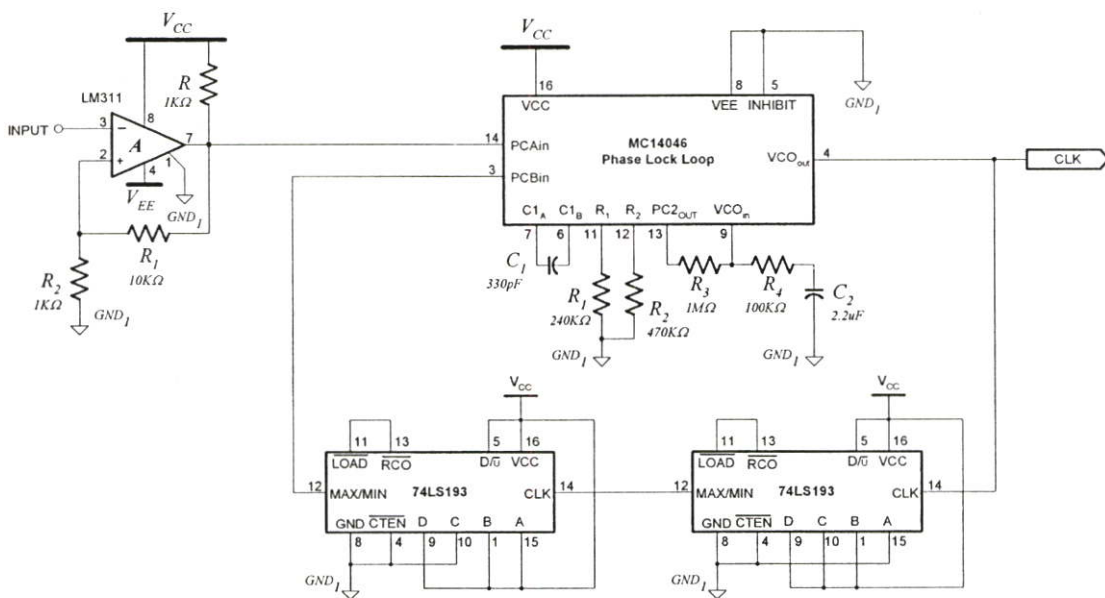 V_CC
R
1KΩ
LM311
INPUT
3
2
8
7
A
1
4
V_EE
GND_1
R_1
10KΩ
R_2
1KΩ
GND_1
V_CC
16
VCC
8
5
VEE
INHIBIT
GND_1
MC14046
Phase Lock Loop
14
PCAin
3
PCBin
VCO_out
4
CLK
C1_A
C1_B
R_1
R_2
PC2_OUT
VCO_in
7
6
11
12
13
9
C_1
330pF
R_1
240KΩ
R_2
470KΩ
R_3
1MΩ
R_4
100KΩ
C_2
2.2uF
GND_1
GND_1
V_CC
11
13
5
16
LOAD
RCO
D/u
VCC
12
MAX/MIN
74LS193
CLK
14
GND
CTEN
D
C
B
A
8
4
9
10
1
15
GND_1
V_CC
11
13
5
16
LOAD
RCO
D/u
VCC
12
MAX/MIN
74LS193
CLK
14
GND
CTEN
D
C
B
A
8
4
9
10
1
15
GND_1